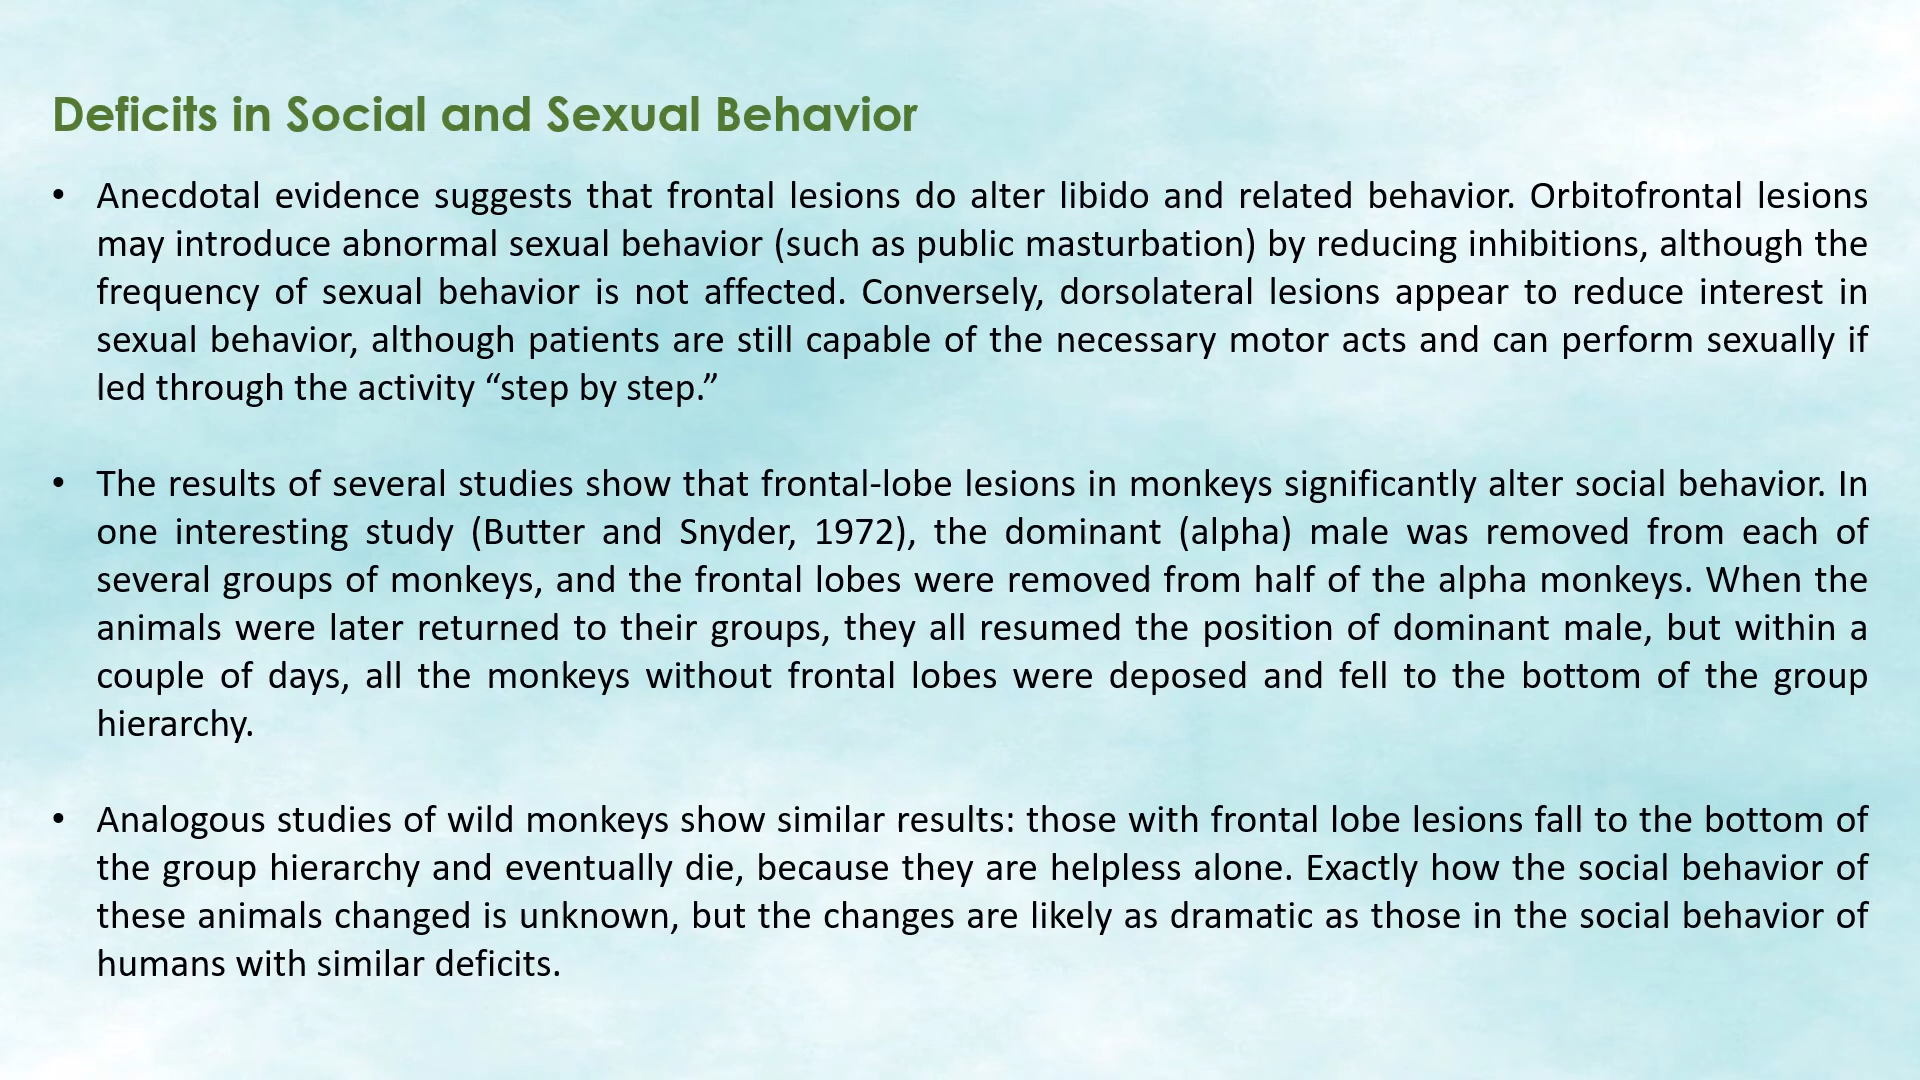 Deficits in Social and Sexual Behavior
• Anecdotal evidence suggests that frontal lesions do alter libido and related behavior. Orbitofrontal lesions
may introduce abnormal sexual behavior (such as public masturbation) by reducing inhibitions, although the
frequency of sexual behavior is not affected. Conversely, dorsolateral lesions appear to reduce interest in
sexual behavior, although patients are still capable of the necessary motor acts and can perform sexually if
led through the activity “step by step.”
• The results of several studies show that frontal-lobe lesions in monkeys significantly alter social behavior. In
one interesting study (Butter and Snyder, 1972), the dominant (alpha) male was removed from each of
several groups of monkeys, and the frontal lobes were removed from half of the alpha monkeys. When the
animals were later returned to their groups, they all resumed the position of dominant male, but within a
couple of days, all the monkeys without frontal lobes were deposed and fell to the bottom of the group
hierarchy.
• Analogous studies of wild monkeys show similar results: those with frontal lobe lesions fall to the bottom of
the group hierarchy and eventually die, because they are helpless alone. Exactly how the social behavior of
these animals changed is unknown, but the changes are likely as dramatic as those in the social behavior of
humans with similar deficits.